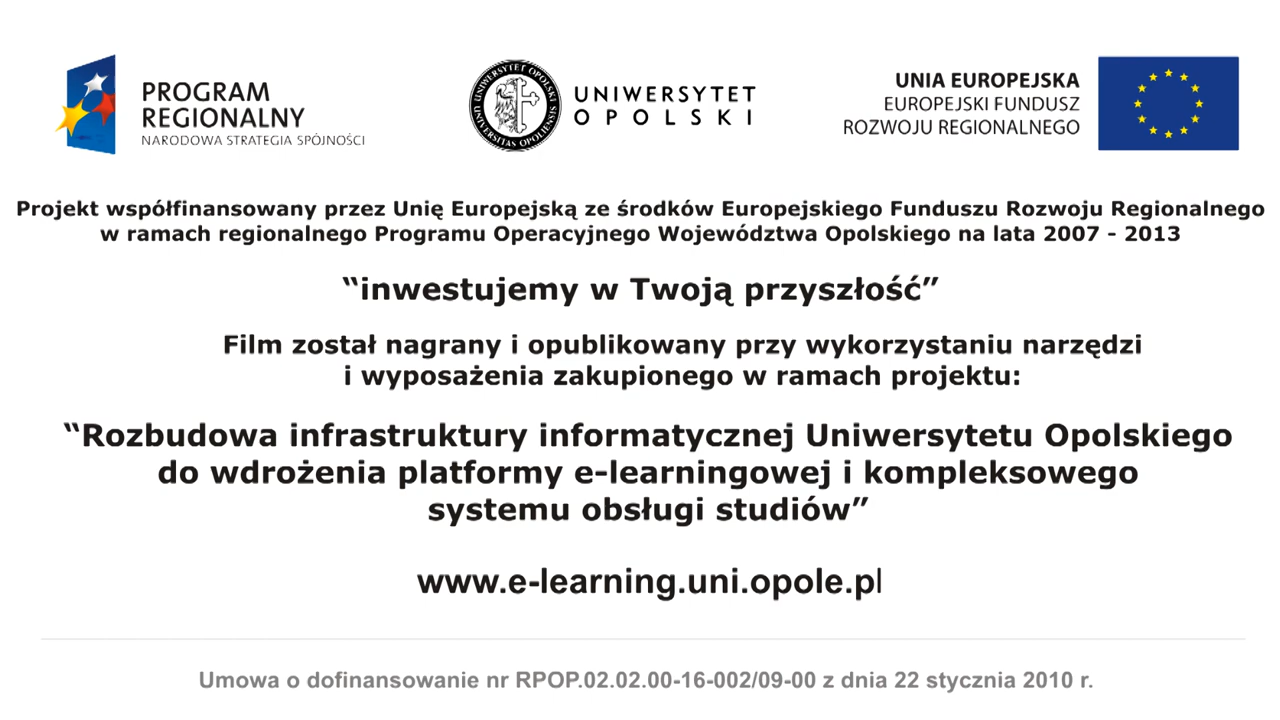 PROGRAM
REGIONALNY
NARODOWA STRATEGIA SPÓJNOŚCI
UNIWERSYTET OPOLSKI
UNIVERSITAS OPOLIENSIS
UNIWERSYTET
OPOLSKI
UNIA EUROPEJSKA
EUROPEJSKI FUNDUSZ
ROZWOJU REGIONALNEGO
Projekt współfinansowany przez Unię Europejską ze środków Europejskiego Funduszu Rozwoju Regionalnego
w ramach regionalnego Programu Operacyjnego Województwa Opolskiego na lata 2007 - 2013
“inwestujemy w Twoją przyszłość”
Film został nagrany i opublikowany przy wykorzystaniu narzędzi
i wyposażenia zakupionego w ramach projektu:
“Rozbudowa infrastruktury informatycznej Uniwersytetu Opolskiego
do wdrożenia platformy e-learningowej i kompleksowego
systemu obsługi studiów”
www.e-learning.uni.opole.pl
Umowa o dofinansowanie nr RPOP.02.02.00-16-002/09-00 z dnia 22 stycznia 2010 r.